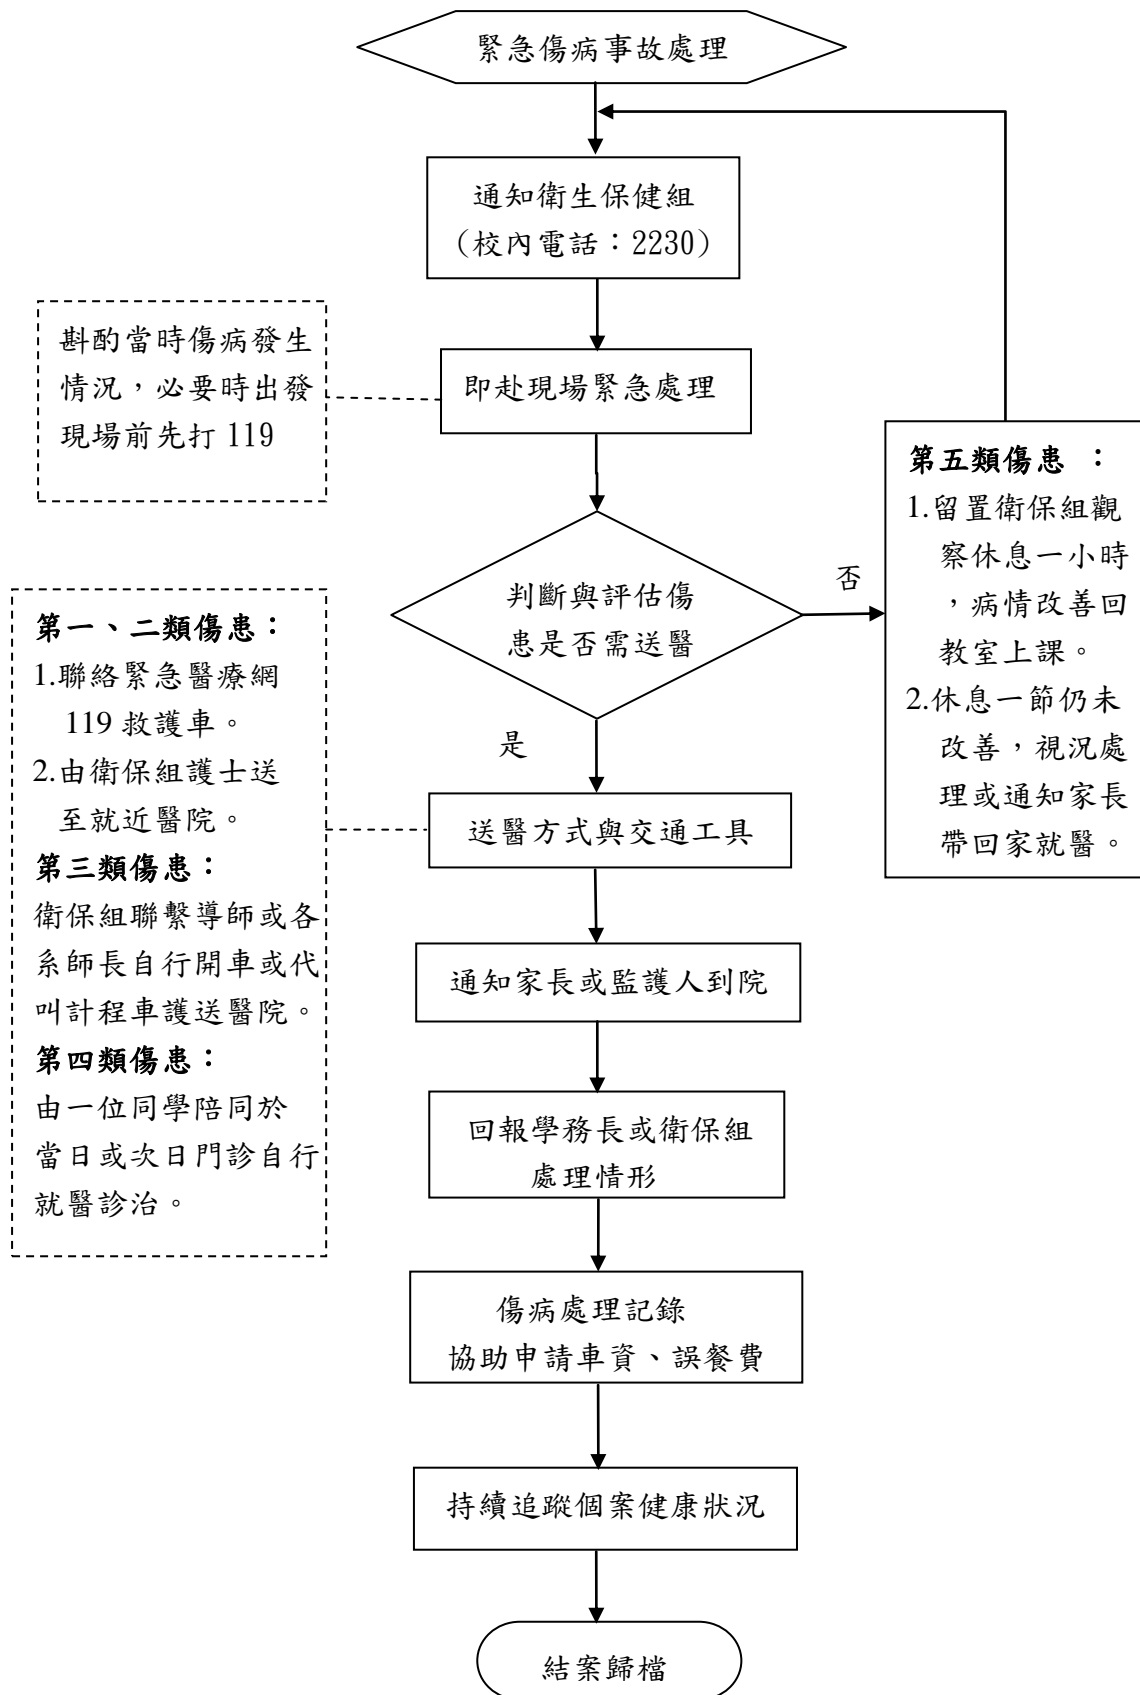 緊急傷病事故處理
通知衛生保健組
（校內電話：2230）
斟酌當時傷病發生
情況，必要時出發
現場前先打 119
即赴現場緊急處理
判斷與評估傷
患是否需送醫
否
是
第五類傷患 ：
1.留置衛保組觀
察休息一小時
，病情改善回
教室上課。
2.休息一節仍未
改善，視況處
理或通知家長
帶回家就醫。
第一、二類傷患：
1.聯絡緊急醫療網
119 救護車。
2.由衛保組護士送
至就近醫院。
第三類傷患：
衛保組聯繫導師或各
系師長自行開車或代
叫計程車護送醫院。
第四類傷患：
由一位同學陪同於
當日或次日門診自行
就醫診治。
送醫方式與交通工具
通知家長或監護人到院
回報學務長或衛保組
處理情形
傷病處理記錄
協助申請車資、誤餐費
持續追蹤個案健康狀況
結案歸檔